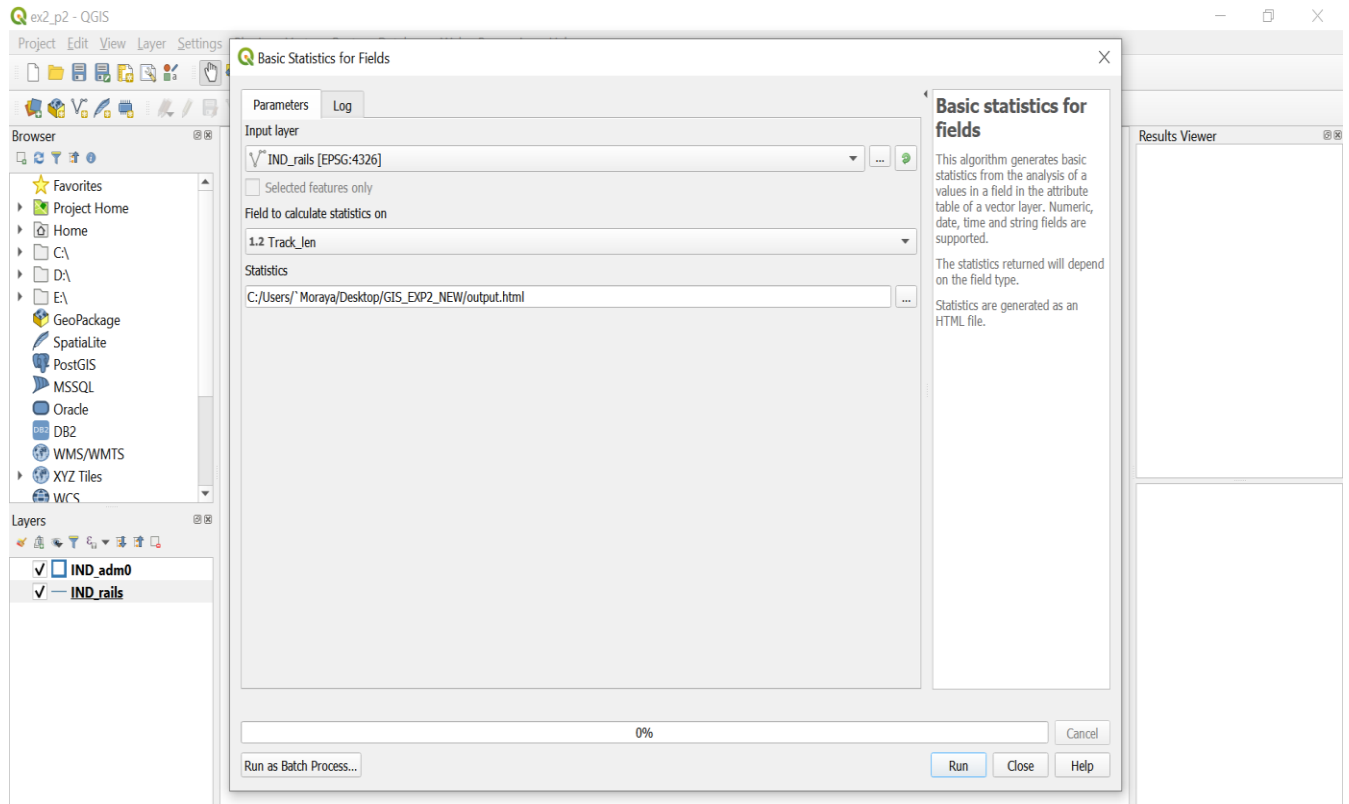 ex2_p2 - QGIS
Project Edit View Layer Settings
Browser
Favorites
Project Home
Home
C:\
D:\
E:\
GeoPackage
SpatiaLite
PostGIS
MSSQL
Oracle
DB2
DB2
WMS/WMTS
XYZ Tiles
WCS
Layers
IND_adm0
IND_rails
Basic Statistics for Fields
Parameters Log
Input layer
IND_rails [EPSG:4326]
...
Selected features only
Field to calculate statistics on
1.2 Track_len
Statistics
C:/Users/`Moraya/Desktop/GIS_EXP2_NEW/output.html
...
0%
Cancel
Run as Batch Process...
Run Close Help
Basic statistics for
fields
This algorithm generates basic
statistics from the analysis of a
values in a field in the attribute
table of a vector layer. Numeric,
date, time and string fields are
supported.
The statistics returned will depend
on the field type.
Statistics are generated as an
HTML file.
Results Viewer